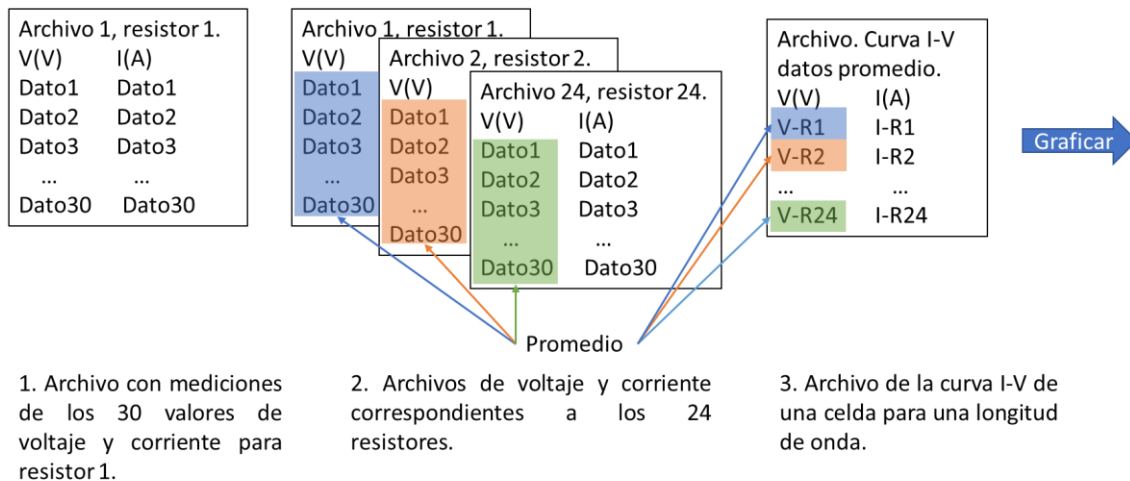 Archivo 1, resistor 1.
V(V) I(A)
Dato1 Dato1
Dato2 Dato2
Dato3 Dato3
... ...
Dato30 Dato30
Archivo 1, resistor 1.
V(V)
Dato1
Dato2
Dato3
...
Dato30
Archivo 2, resistor 2.
V(V)
Dato1
Dato2
Dato3
...
Dato30
Archivo 24, resistor 24.
V(V) I(A)
Dato1 Dato1
Dato2 Dato2
Dato3 Dato3
... ...
Dato30 Dato30
Archivo. Curva I-V
datos promedio.
V(V) I(A)
V-R1 I-R1
V-R2 I-R2
... ...
V-R24 I-R24
Graficar
Promedio
1. Archivo con mediciones
de los 30 valores de
voltaje y corriente para
resistor 1.
2. Archivos de voltaje y corriente
correspondientes a los 24
resistores.
3. Archivo de la curva I-V de
una celda para una longitud
de onda.